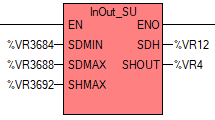 InOut_SU
EN ENO
%VR3684 SDMIN SDH %VR12
%VR3688 SDMAX SHOUT %VR4
%VR3692 SHMAX